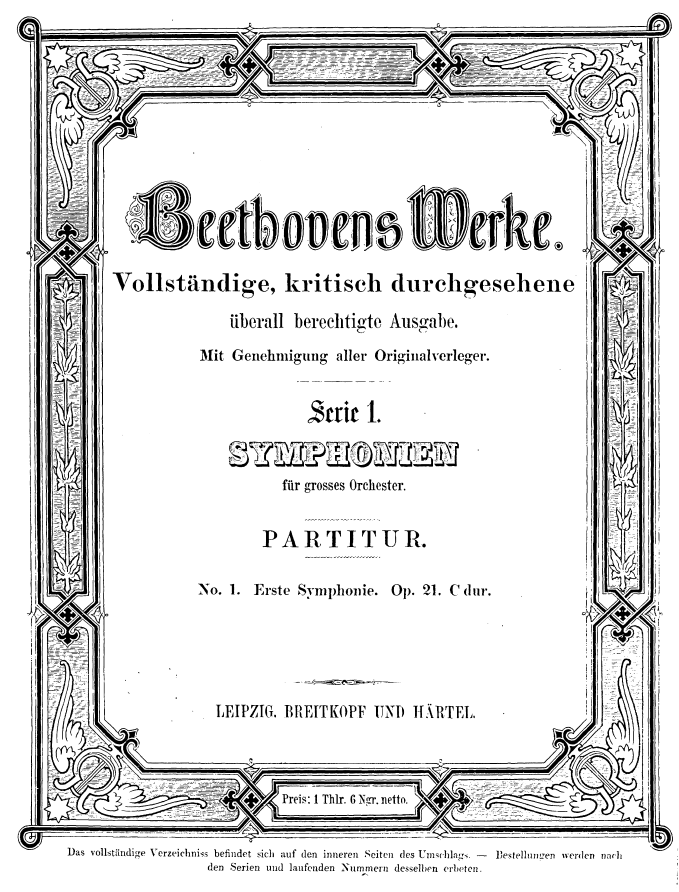 Beethovens Werke.
Vollständige, kritisch durchgesehene
überall berechtigte Ausgabe.
Mit Genehmigung aller Originalverleger.
Serie 1.
SYMPHONIEN
für grosses Orchester.
PARTITUR.
No. 1. Erste Symphonie. Op. 21. C dur.
LEIPZIG, BREITKOPF UND HÄRTEL.
Preis: 1 Thlr. 6 Ngr. netto.
Das vollständige Verzeichniss befindet sich auf den inneren Seiten des Umschlags. — Bestellungen werden nach
den Serien und laufenden Nummern desselben erbeten.